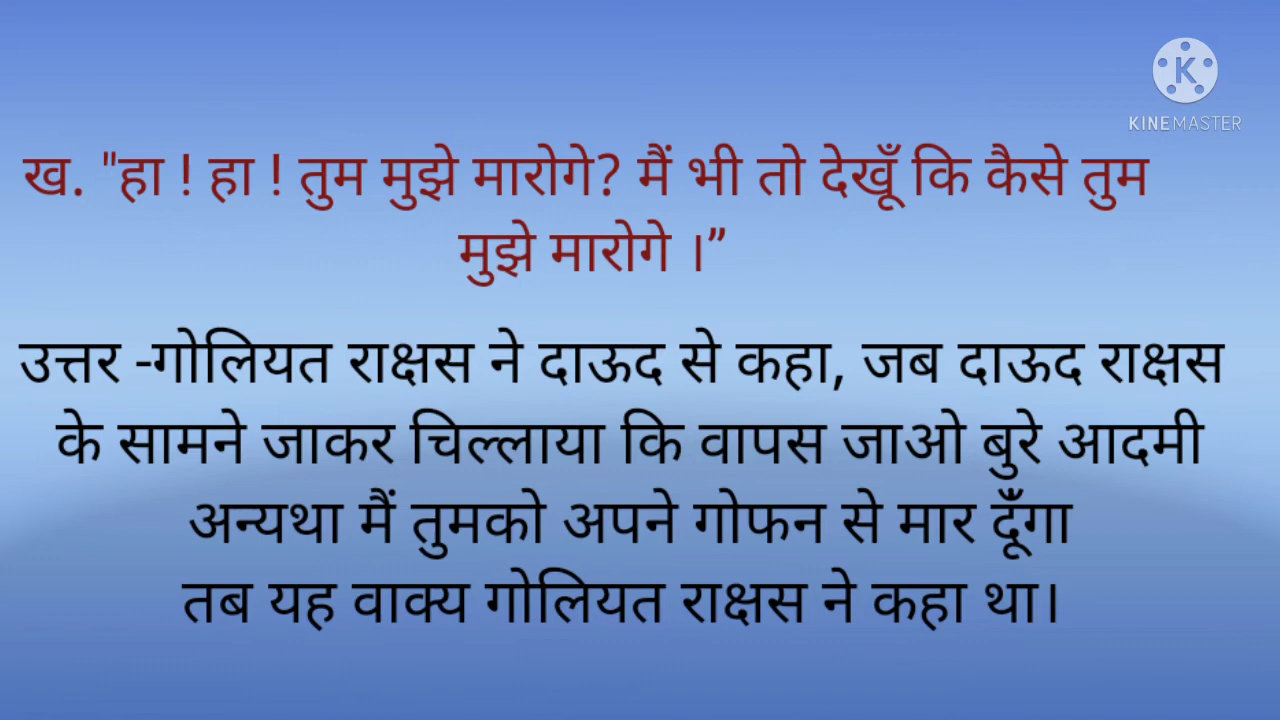 KINEMASTER
ख. "हा ! हा ! तुम मुझे मारोगे? मैं भी तो देखूँ कि कैसे तुम
मुझे मारोगे ।”
उत्तर -गोलियत राक्षस ने दाऊद से कहा, जब दाऊद राक्षस
के सामने जाकर चिल्लाया कि वापस जाओ बुरे आदमी
अन्यथा मैं तुमको अपने गोफन से मार दूँगा
तब यह वाक्य गोलियत राक्षस ने कहा था।